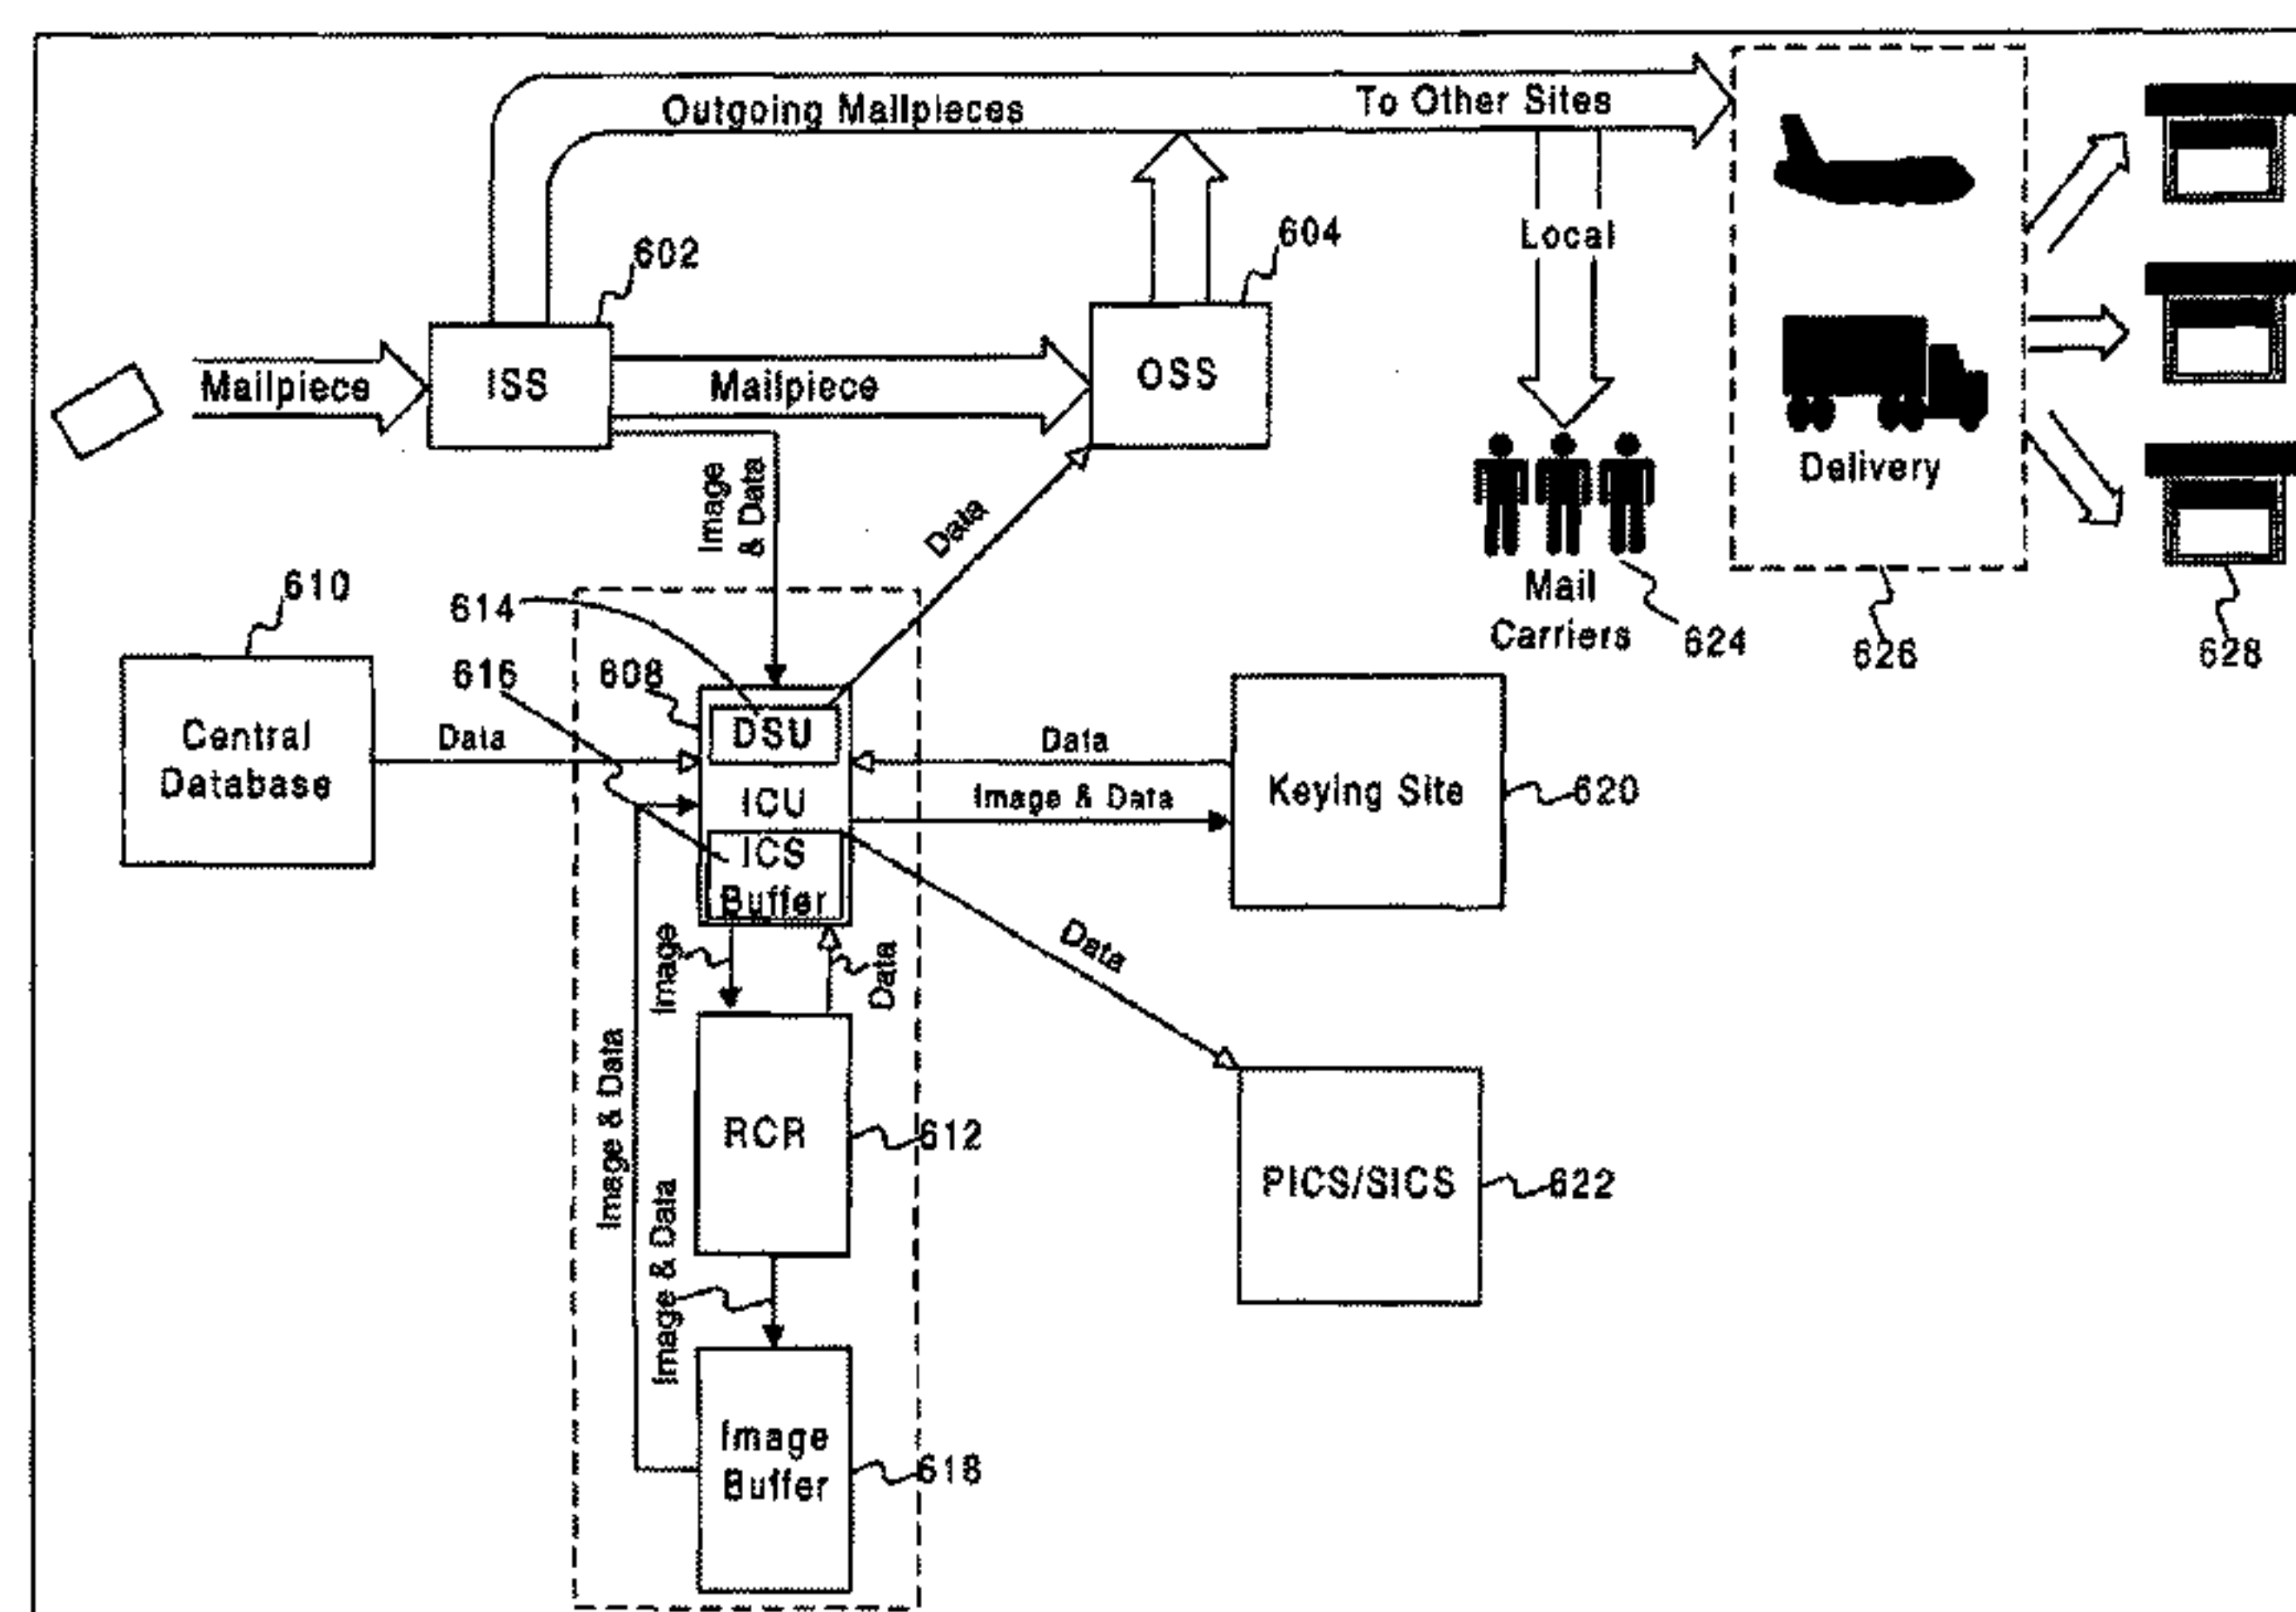 Outgoing Mailpieces
To Other Sites
602
604
Local
Mailpiece
ISS
Mailpiece
OSS
Delivery
Image
& Data
Data
Mail
Carriers
624
626
628
610
614
616
608
Central
Database
Data
DSU
ICU
ICS
Buffer
Data
Image & Data
Keying Site
620
Image
Data
Data
RCR
612
PICS/SICS
622
Image & Data
Image & Data
Image
Buffer
618